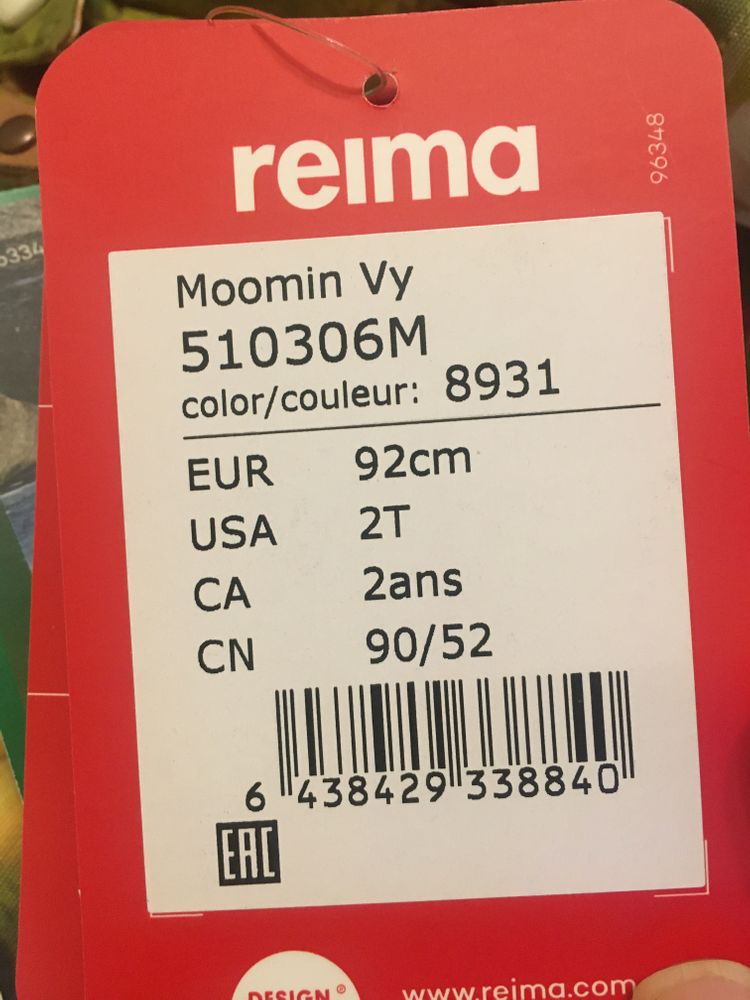 reima
96348
Moomin Vy
510306M
color/couleur: 8931
EUR 92cm
USA 2T
CA 2ans
CN 90/52
6 438429 338840
EAC
DESIGN ®
www.reima.com